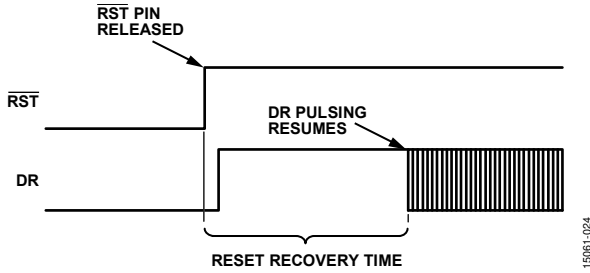 RST PIN
RELEASED
RST
DR PULSING
RESUMES
DR
RESET RECOVERY TIME
15061-024